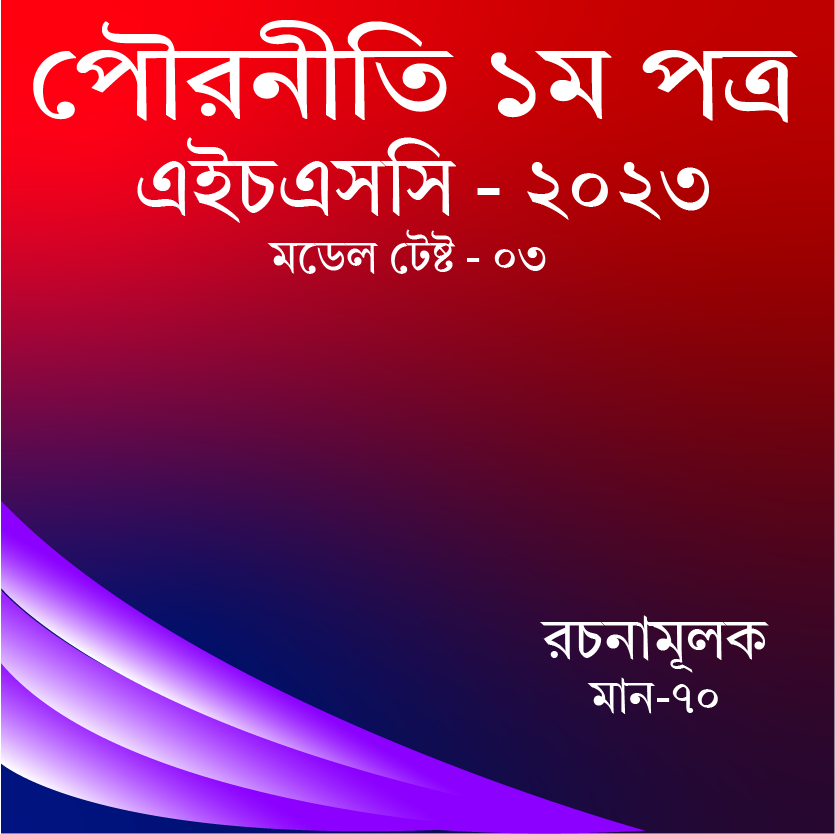 পৌরনীতি ১ম পত্র
এইচএসসি - ২০২৩
মডেল টেষ্ট - ০৩
রচনামূলক
মান-৭০